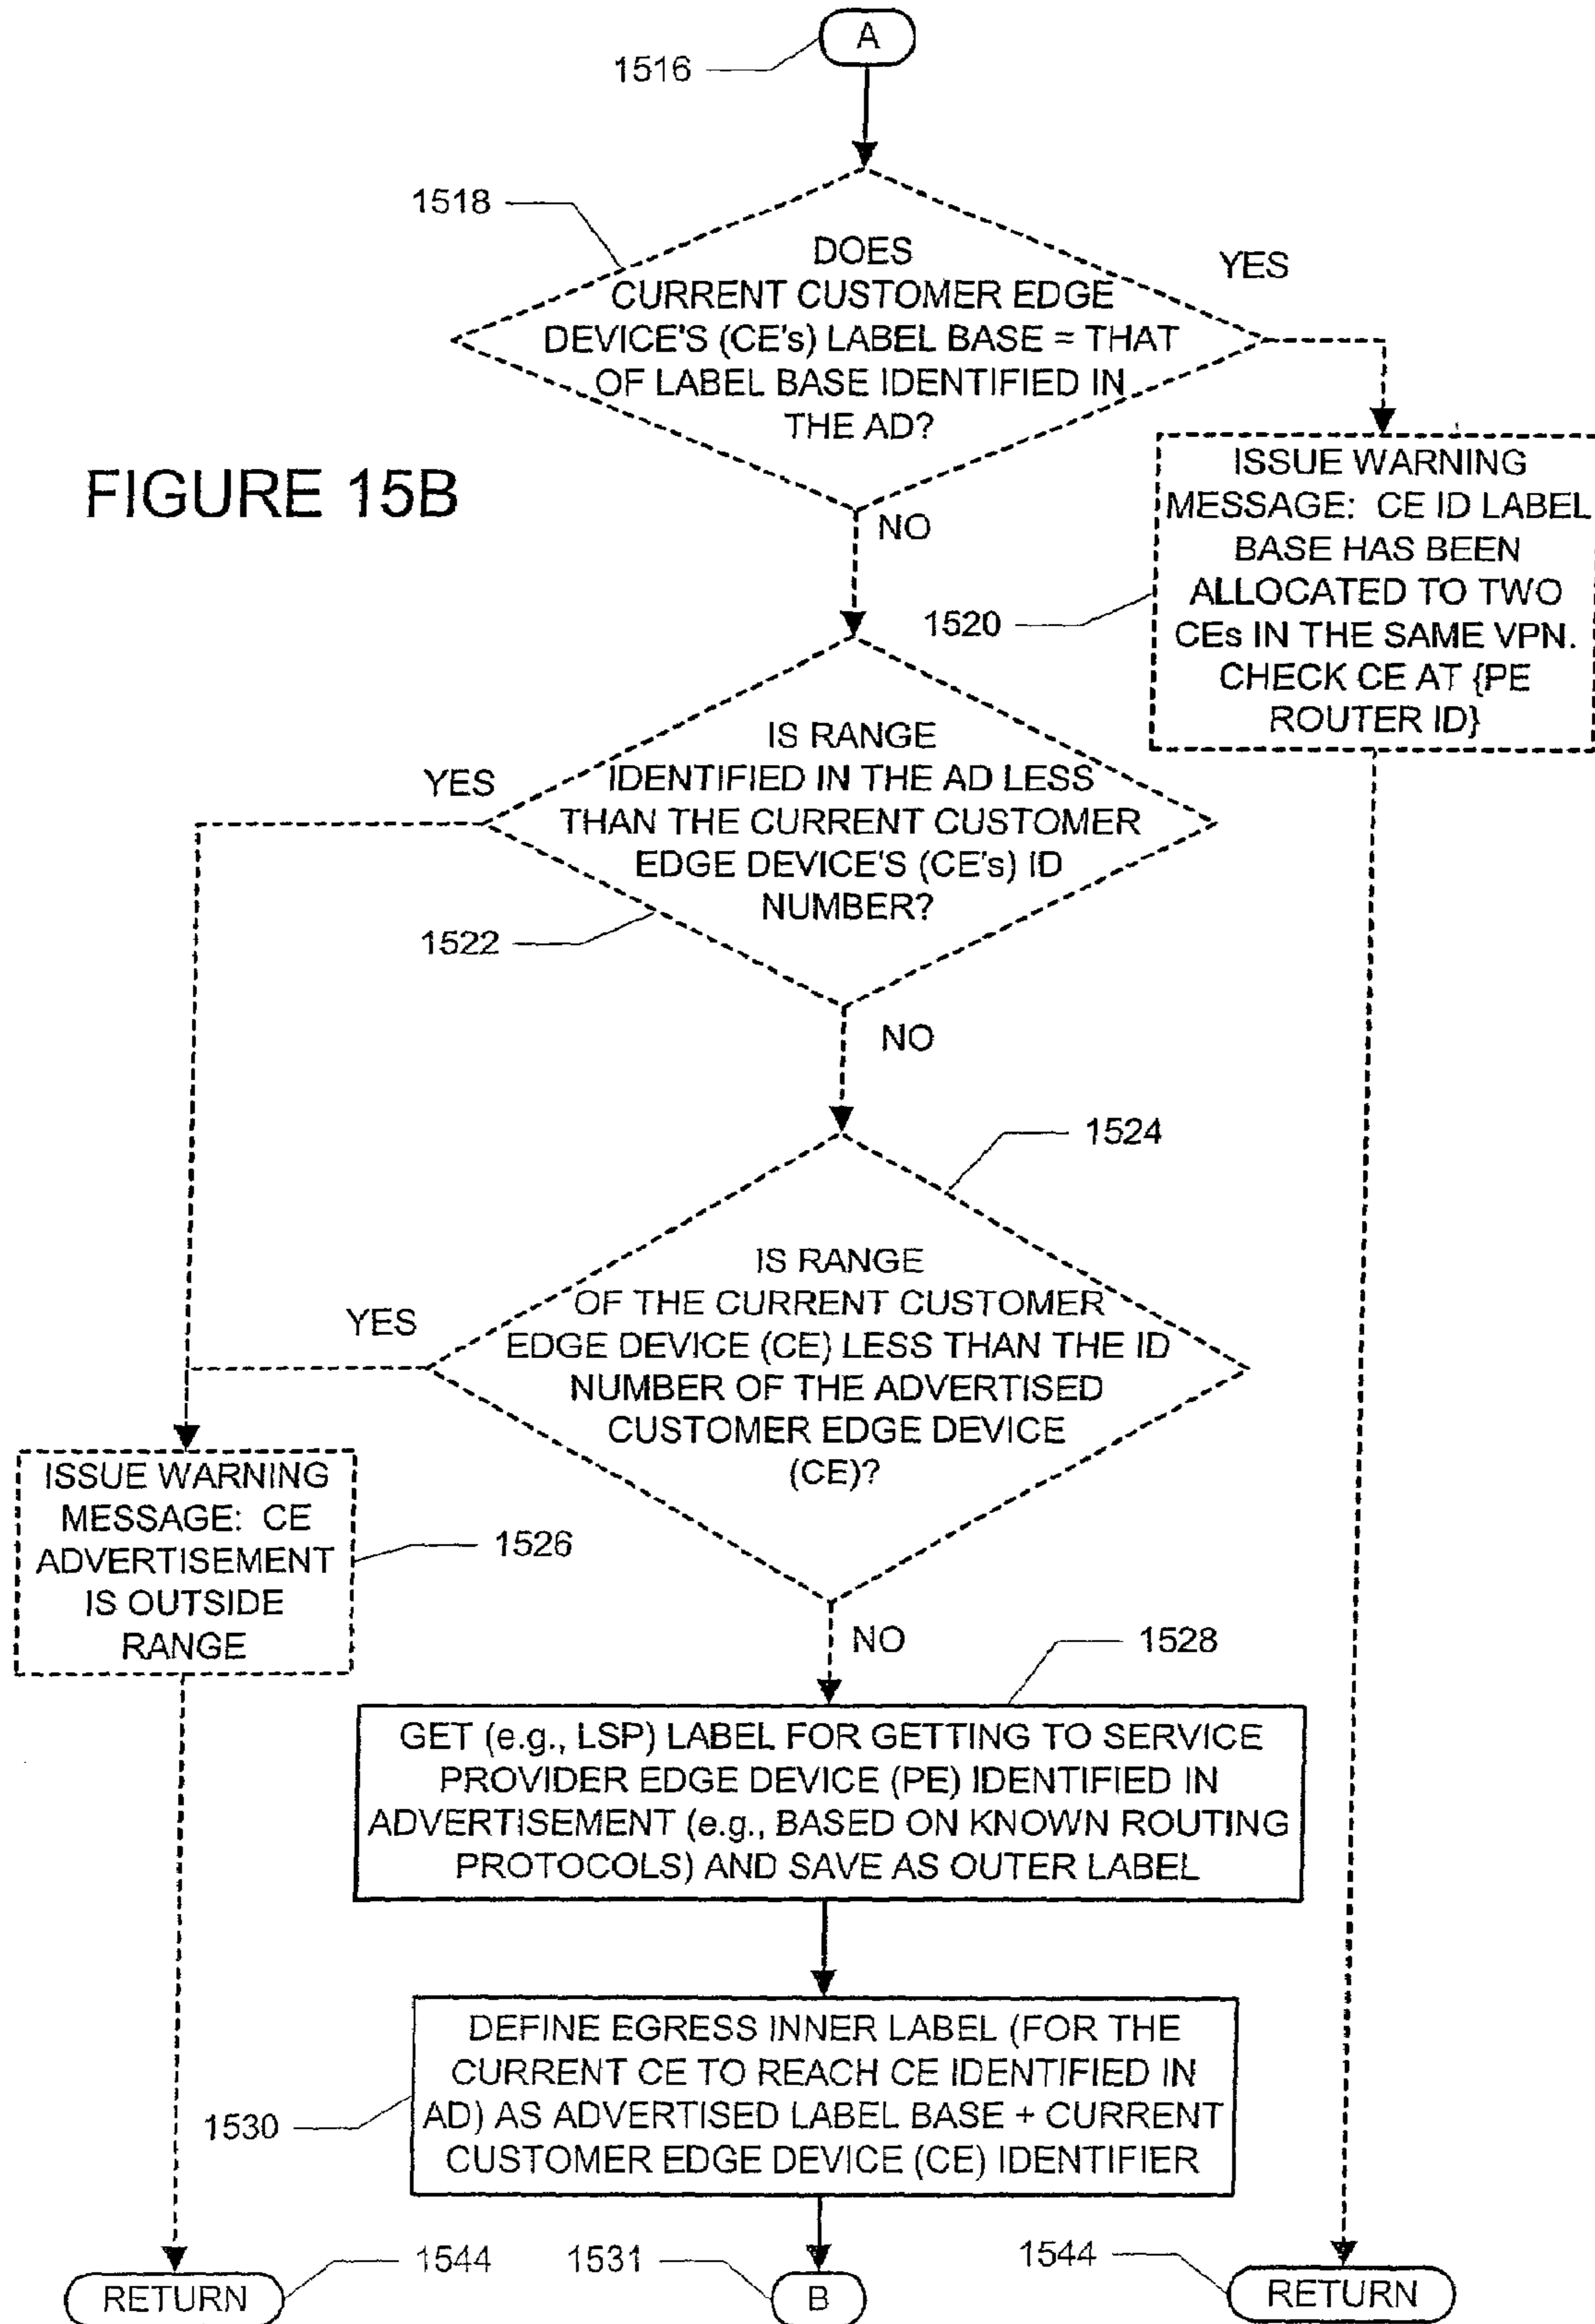 A
1516
1518
DOES
CURRENT CUSTOMER EDGE
DEVICE'S (CE's) LABEL BASE = THAT
OF LABEL BASE IDENTIFIED IN
THE AD?
YES
FIGURE 15B
NO
1520
ISSUE WARNING
MESSAGE: CE ID LABEL
BASE HAS BEEN
ALLOCATED TO TWO
CEs IN THE SAME VPN.
CHECK CE AT {PE
ROUTER ID}
YES
IS RANGE
IDENTIFIED IN THE AD LESS
THAN THE CURRENT CUSTOMER
EDGE DEVICE'S (CE's) ID
NUMBER?
1522
NO
1524
YES
IS RANGE
OF THE CURRENT CUSTOMER
EDGE DEVICE (CE) LESS THAN THE ID
NUMBER OF THE ADVERTISED
CUSTOMER EDGE DEVICE
(CE)?
ISSUE WARNING
MESSAGE: CE
ADVERTISEMENT
IS OUTSIDE
RANGE
1526
NO
1528
GET (e.g., LSP) LABEL FOR GETTING TO SERVICE
PROVIDER EDGE DEVICE (PE) IDENTIFIED IN
ADVERTISEMENT (e.g., BASED ON KNOWN ROUTING
PROTOCOLS) AND SAVE AS OUTER LABEL
DEFINE EGRESS INNER LABEL (FOR THE
CURRENT CE TO REACH CE IDENTIFIED IN
AD) AS ADVERTISED LABEL BASE + CURRENT
CUSTOMER EDGE DEVICE (CE) IDENTIFIER
1530
RETURN
1544
1531
B
1544
RETURN